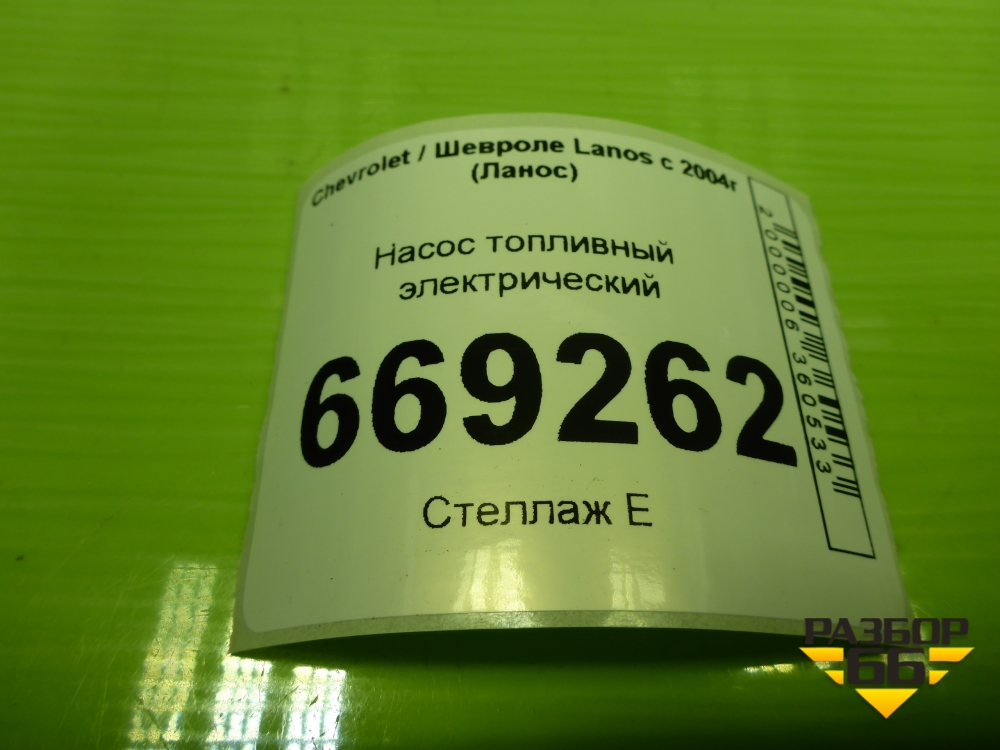 Chevrolet / Шевроле Lanos с 2004г
(Ланос)
Насос топливный
электрический
669262
Стеллаж Е
2000006360533
РАЗБОР
66